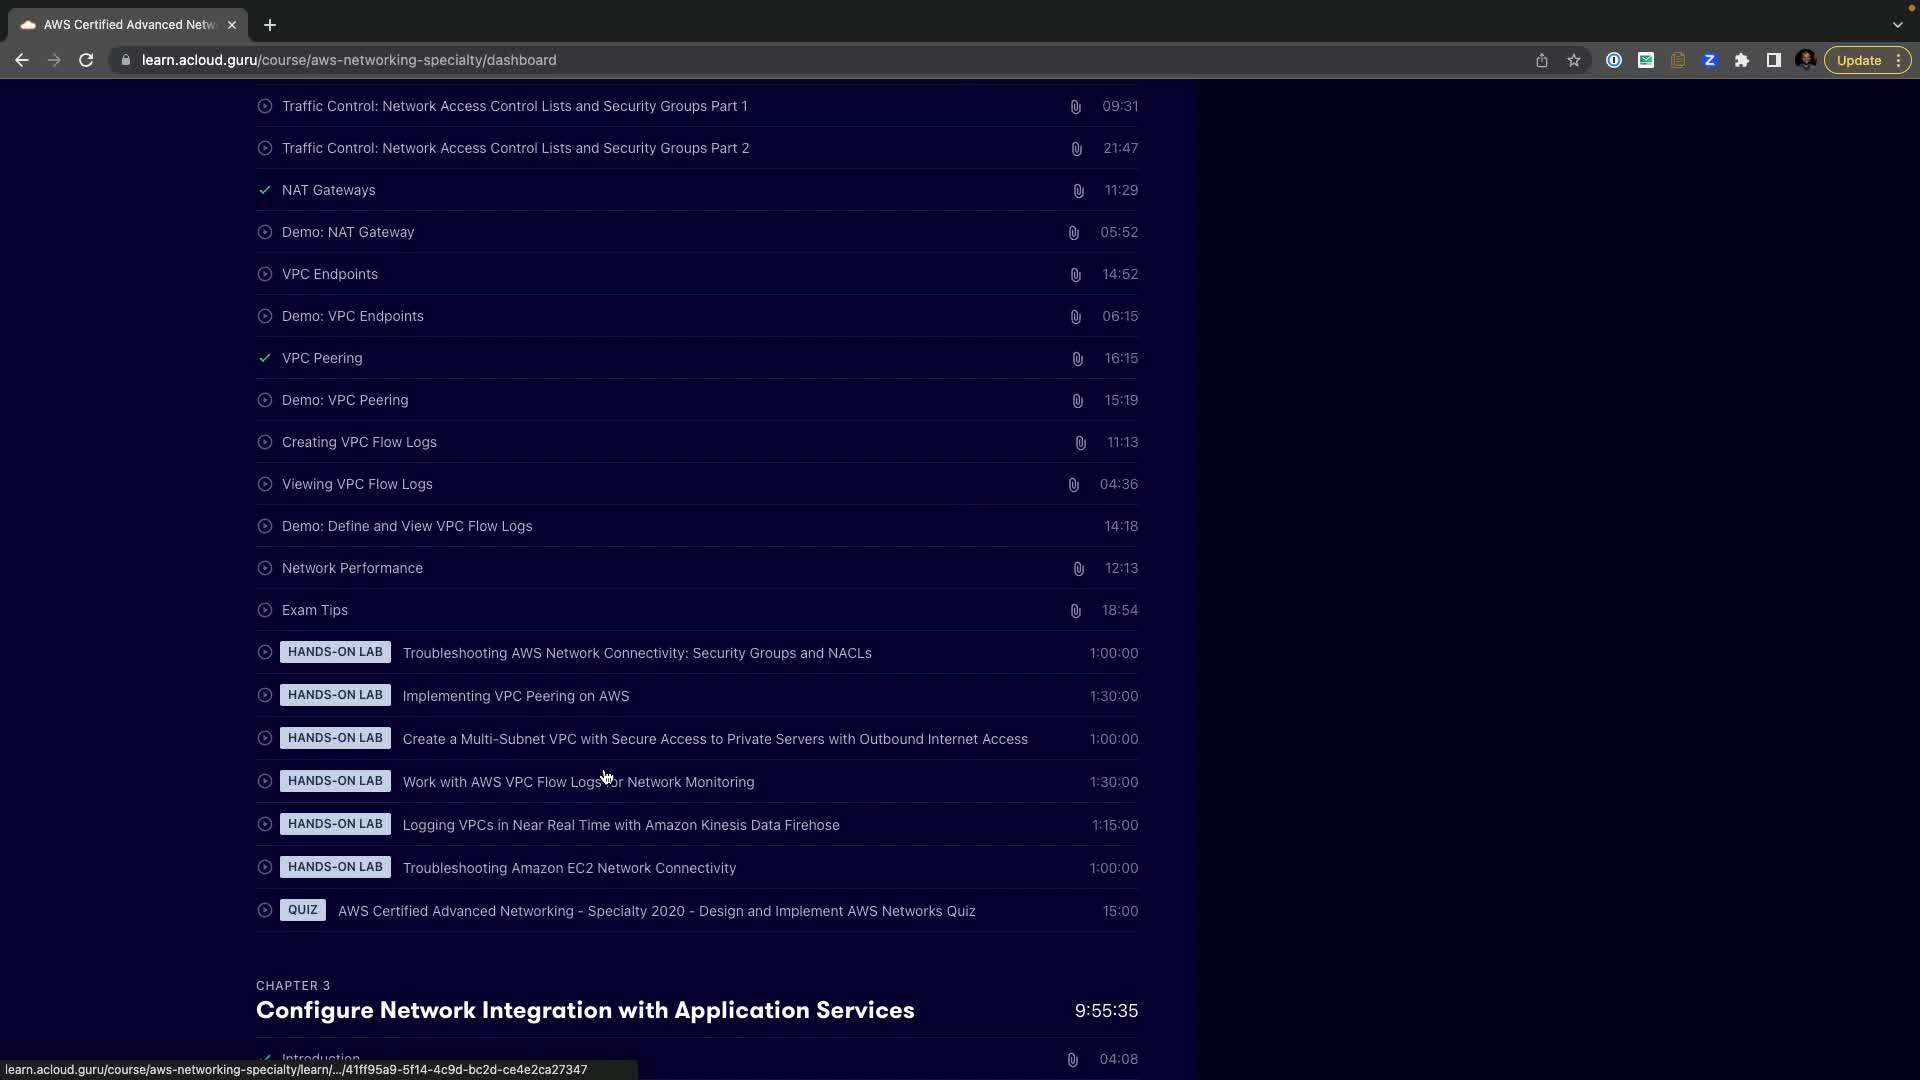 AWS Certified Advanced Netw
learn.acloud.guru/course/aws-networking-specialty/dashboard
Update
Traffic Control: Network Access Control Lists and Security Groups Part 1 09:31
Traffic Control: Network Access Control Lists and Security Groups Part 2 21:47
NAT Gateways 11:29
Demo: NAT Gateway 05:52
VPC Endpoints 14:52
Demo: VPC Endpoints 06:15
VPC Peering 16:15
Demo: VPC Peering 15:19
Creating VPC Flow Logs 11:13
Viewing VPC Flow Logs 04:36
Demo: Define and View VPC Flow Logs 14:18
Network Performance 12:13
Exam Tips 18:54
HANDS-ON LAB Troubleshooting AWS Network Connectivity: Security Groups and NACLs 1:00:00
HANDS-ON LAB Implementing VPC Peering on AWS 1:30:00
HANDS-ON LAB Create a Multi-Subnet VPC with Secure Access to Private Servers with Outbound Internet Access 1:00:00
HANDS-ON LAB Work with AWS VPC Flow Logs for Network Monitoring 1:30:00
HANDS-ON LAB Logging VPCs in Near Real Time with Amazon Kinesis Data Firehose 1:15:00
HANDS-ON LAB Troubleshooting Amazon EC2 Network Connectivity 1:00:00
QUIZ AWS Certified Advanced Networking - Specialty 2020 - Design and Implement AWS Networks Quiz 15:00
CHAPTER 3
Configure Network Integration with Application Services 9:55:35
Introduction 04:08
learn.acloud.guru/course/aws-networking-specialty/learn/.../41ff95a9-5f14-4c9d-bc2d-ce4e2ca27347